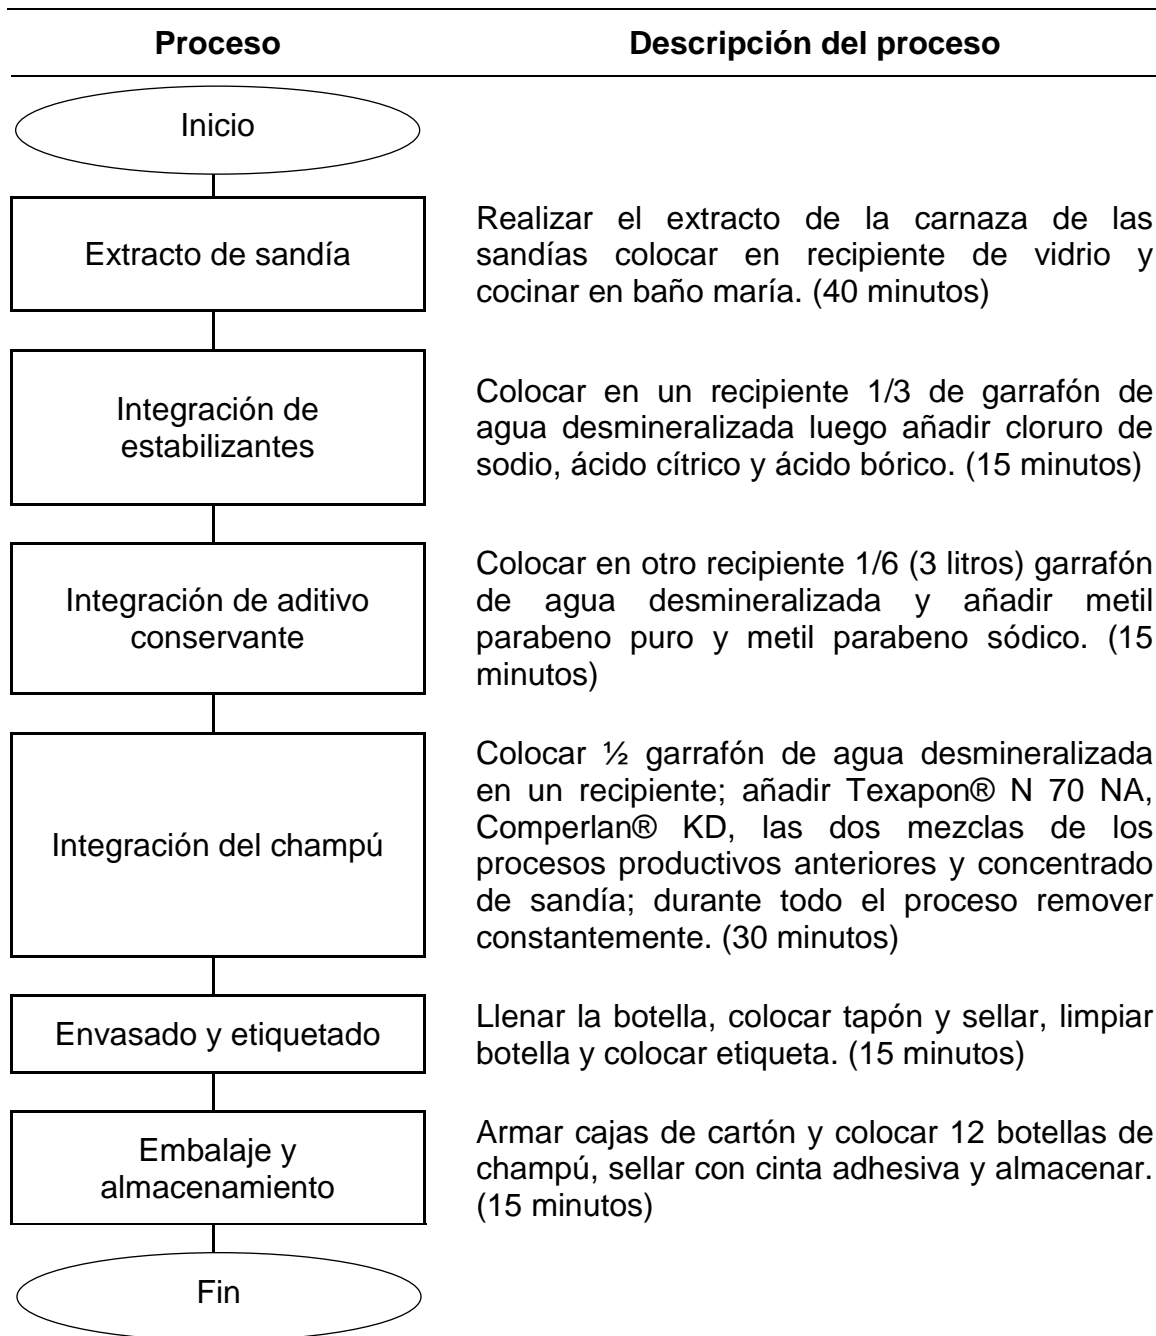 Proceso
Descripción del proceso
Inicio
Extracto de sandía
Realizar el extracto de la carnaza de las
sandías colocar en recipiente de vidrio y
cocinar en baño maría. (40 minutos)
Integración de
estabilizantes
Colocar en un recipiente 1/3 de garrafón de
agua desmineralizada luego añadir cloruro de
sodio, ácido cítrico y ácido bórico. (15 minutos)
Integración de aditivo
conservante
Colocar en otro recipiente 1/6 (3 litros) garrafón
de agua desmineralizada y añadir metil
parabeno puro y metil parabeno sódico. (15
minutos)
Integración del champú
Colocar ½ garrafón de agua desmineralizada
en un recipiente; añadir Texapon® N 70 NA,
Comperlan® KD, las dos mezclas de los
procesos productivos anteriores y concentrado
de sandía; durante todo el proceso remover
constantemente. (30 minutos)
Envasado y etiquetado
Llenar la botella, colocar tapón y sellar, limpiar
botella y colocar etiqueta. (15 minutos)
Embalaje y
almacenamiento
Armar cajas de cartón y colocar 12 botellas de
champú, sellar con cinta adhesiva y almacenar.
(15 minutos)
Fin